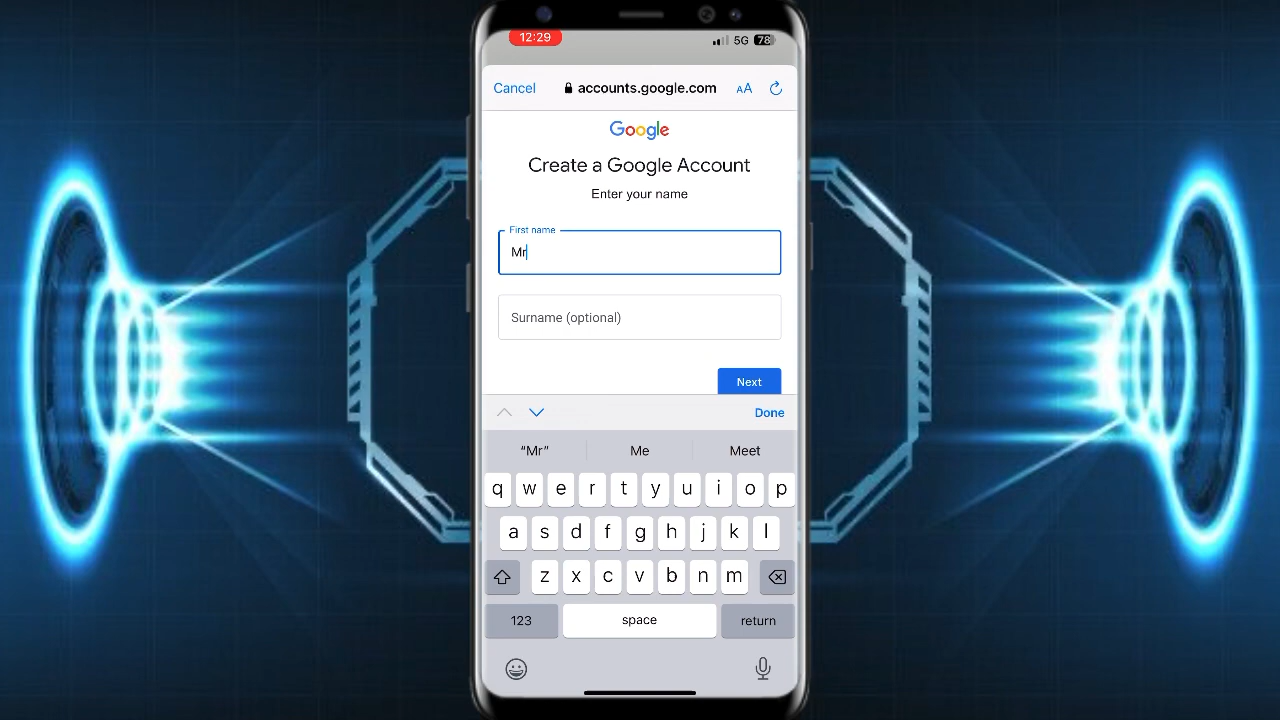 12:29
5G 78
Cancel accounts.google.com AA
Google
Create a Google Account
Enter your name
First name
Mr
Surname (optional)
Next
Done
“Mr” Me Meet
q w e r t y u i o p
a s d f g h j k l
z x c v b n m
123 space return